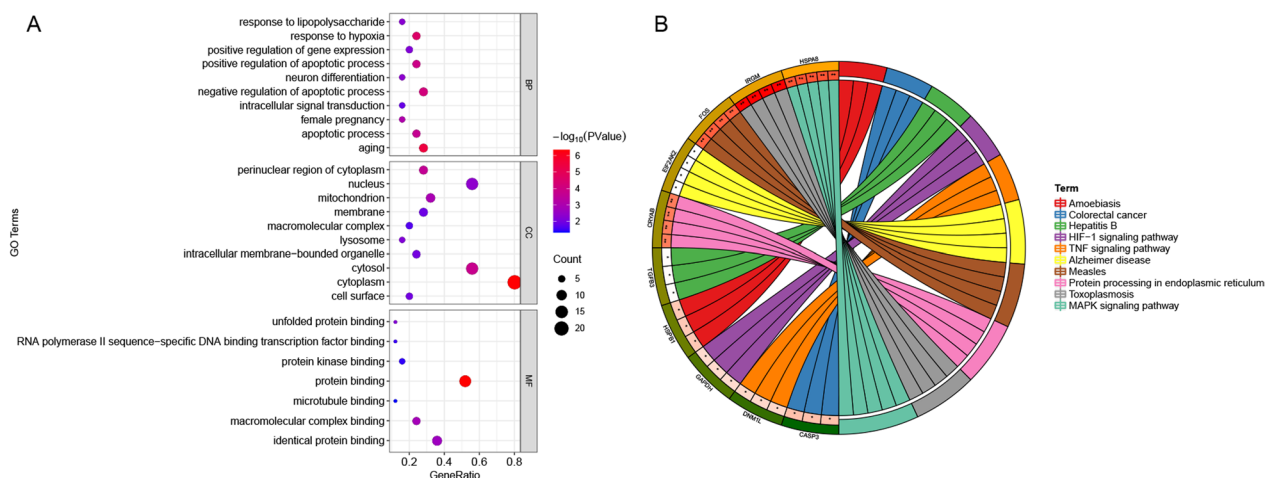 A
response to lipopolysaccharide
response to hypoxia
positive regulation of gene expression
positive regulation of apoptotic process
neuron differentiation
negative regulation of apoptotic process
intracellular signal transduction
female pregnancy
apoptotic process
aging
BP
perinuclear region of cytoplasm
nucleus
mitochondrion
membrane
macromolecular complex
lysosome
intracellular membrane−bounded organelle
cytosol
cytoplasm
cell surface
CC
unfolded protein binding
RNA polymerase II sequence−specific DNA binding transcription factor binding
protein kinase binding
protein binding
microtubule binding
macromolecular complex binding
identical protein binding
MF
GO Terms
0.2 0.4 0.6 0.8
GeneRatio
−log10(PValue)
6
5
4
3
2
Count
5
10
15
20
B
HSPA5
IRGM
FOS
EIF2AK2
CRYAB
TGFB3
HSPB1
GAPDH
DNM1L
CASP3
Term
Amoebiasis
Colorectal cancer
Hepatitis B
HIF−1 signaling pathway
TNF signaling pathway
Alzheimer disease
Measles
Protein processing in endoplasmic reticulum
Toxoplasmosis
MAPK signaling pathway